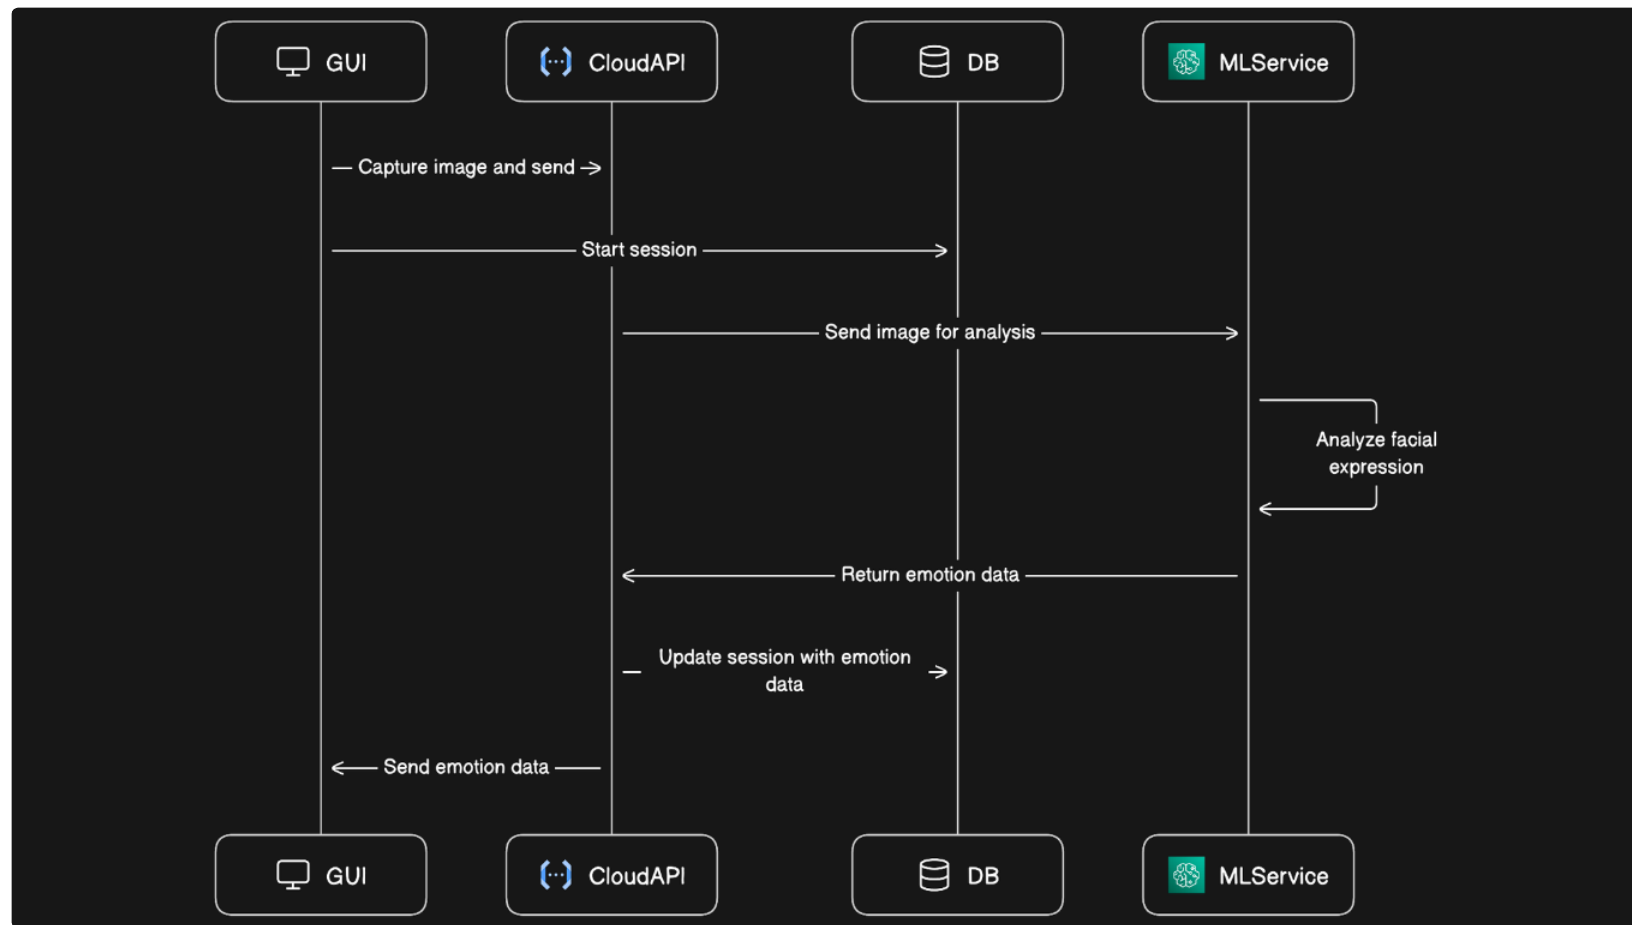 GUI
CloudAPI
DB
MLService
Capture image and send
Start session
Send image for analysis
Analyze facial
expression
Return emotion data
Update session with emotion
data
Send emotion data
GUI
CloudAPI
DB
MLService